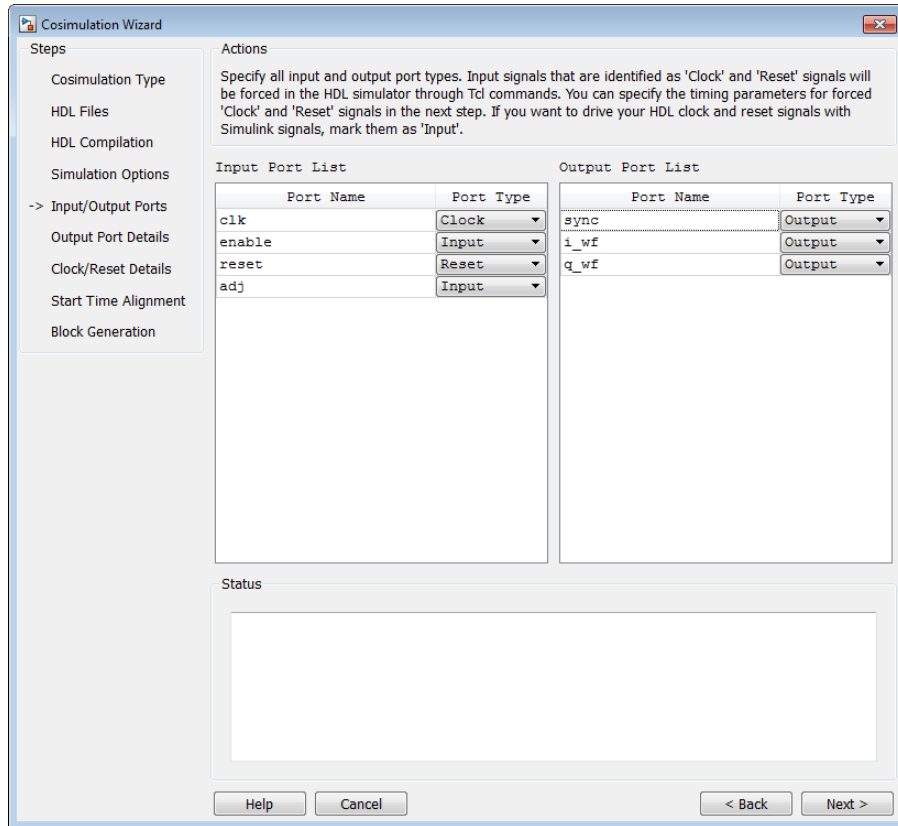 Cosimulation Wizard
Steps
Cosimulation Type
HDL Files
HDL Compilation
Simulation Options
-> Input/Output Ports
Output Port Details
Clock/Reset Details
Start Time Alignment
Block Generation
Actions
Specify all input and output port types. Input signals that are identified as 'Clock' and 'Reset' signals will
be forced in the HDL simulator through Tcl commands. You can specify the timing parameters for forced
'Clock' and 'Reset' signals in the next step. If you want to drive your HDL clock and reset signals with
Simulink signals, mark them as 'Input'.
Input Port List
Port Name Port Type
clk Clock
enable Input
reset Reset
adj Input
Output Port List
Port Name Port Type
sync Output
i_wf Output
q_wf Output
Status
Help Cancel < Back Next >